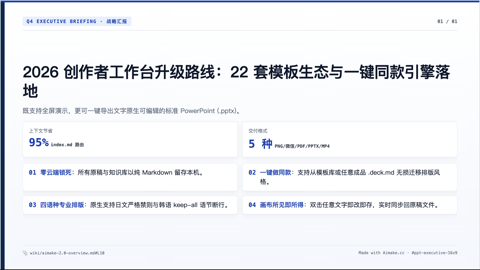 Q4 EXECUTIVE BRIEFING · 战略汇报
01 / 01
2026 创作者工作台升级路线：22 套模板生态与一键同款引擎落
地
既支持全屏演示，更可一键导出文字原生可编辑的标准 PowerPoint (.pptx)。
上下文节省
95% index.md 路由
交付格式
5 种 PNG/微信/PDF/PPTX/MP4
01 零云端锁死：所有原稿与知识库以纯 Markdown 留存本机。
02 一键做同款：支持从模板库或任意成品 .deck.md 无损迁移排版风
格。
03 四语种专业排版：原生支持日文严格禁则与韩语 keep-all 语节断行。
04 画布所见即所得：双击任意文字即改即存，实时同步回原稿文件。
wiki/aimake-2.0-overview.md#L10
Made with Aimake.cc · #ppt-executive-16x9